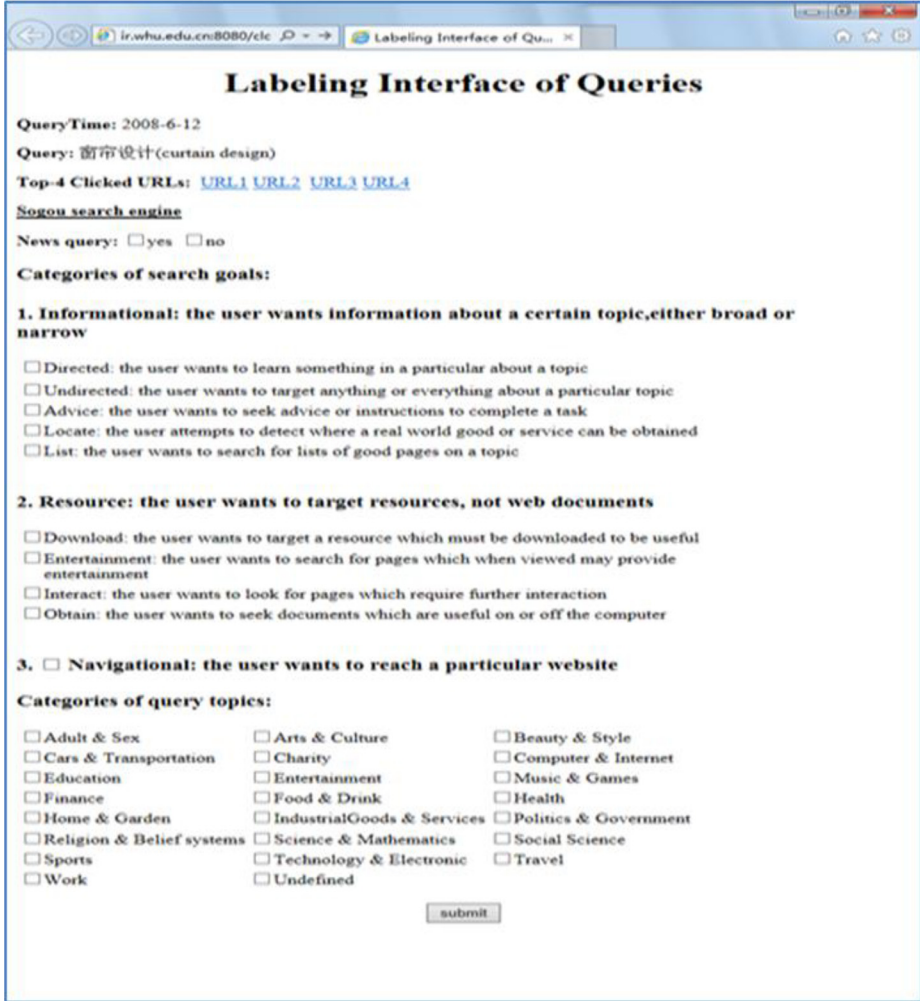 ir.whu.edu.cn:8080/clc
Labeling Interface of Qu...
Labeling Interface of Queries
QueryTime: 2008-6-12
Query: 窗帘设计(curtain design)
Top-4 Clicked URLs: URL1 URL2 URL3 URL4
Sogou search engine
News query: yes no
Categories of search goals:
1. Informational: the user wants information about a certain topic,either broad or
narrow
Directed: the user wants to learn something in a particular about a topic
Undirected: the user wants to target anything or everything about a particular topic
Advice: the user wants to seek advice or instructions to complete a task
Locate: the user attempts to detect where a real world good or service can be obtained
List: the user wants to search for lists of good pages on a topic
2. Resource: the user wants to target resources, not web documents
Download: the user wants to target a resource which must be downloaded to be useful
Entertainment: the user wants to search for pages which when viewed may provide
entertainment
Interact: the user wants to look for pages which require further interaction
Obtain: the user wants to seek documents which are useful on or off the computer
3. Navigational: the user wants to reach a particular website
Categories of query topics:
Adult & Sex Arts & Culture Beauty & Style
Cars & Transportation Charity Computer & Internet
Education Entertainment Music & Games
Finance Food & Drink Health
Home & Garden IndustrialGoods & Services Politics & Government
Religion & Belief systems Science & Mathematics Social Science
Sports Technology & Electronic Travel
Work Undefined
submit